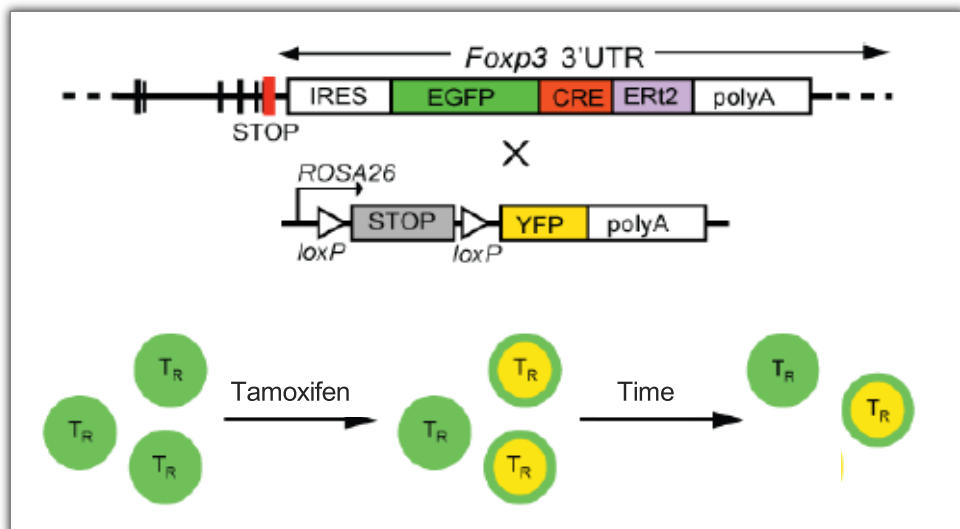 Foxp3 3'UTR
IRES EGFP CRE ERt2 polyA
STOP
X
ROSA26
STOP YFP polyA
loxP loxP
TR TR TR
Tamoxifen
TR TR TR
Time
TR TR